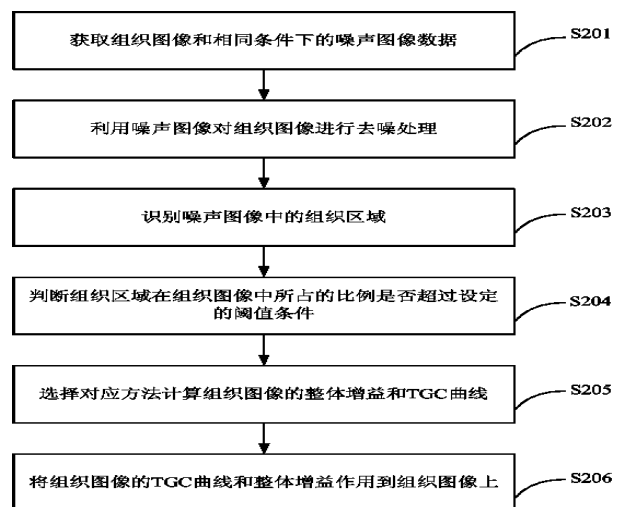 获取组织图像和相同条件下的噪声图像数据
S201
利用噪声图像对组织图像进行去噪处理
S202
识别噪声图像中的组织区域
S203
判断组织区域在组织图像中所占的比例是否超过设定
的阈值条件
S204
选择对应方法计算组织图像的整体增益和TGC曲线
S205
将组织图像的TGC曲线和整体增益作用到组织图像上
S206